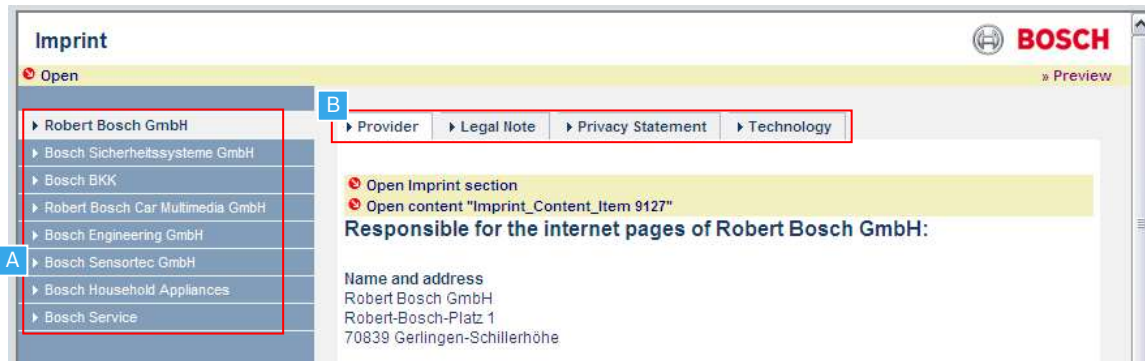 Imprint
BOSCH
Open
» Preview
A
Robert Bosch GmbH
Bosch Sicherheitssysteme GmbH
Bosch BKK
Robert Bosch Car Multimedia GmbH
Bosch Engineering GmbH
Bosch Sensortec GmbH
Bosch Household Appliances
Bosch Service
B
Provider Legal Note Privacy Statement Technology
Open Imprint section
Open content "Imprint_Content_Item 9127"
Responsible for the internet pages of Robert Bosch GmbH:
Name and address
Robert Bosch GmbH
Robert-Bosch-Platz 1
70839 Gerlingen-Schillerhöhe